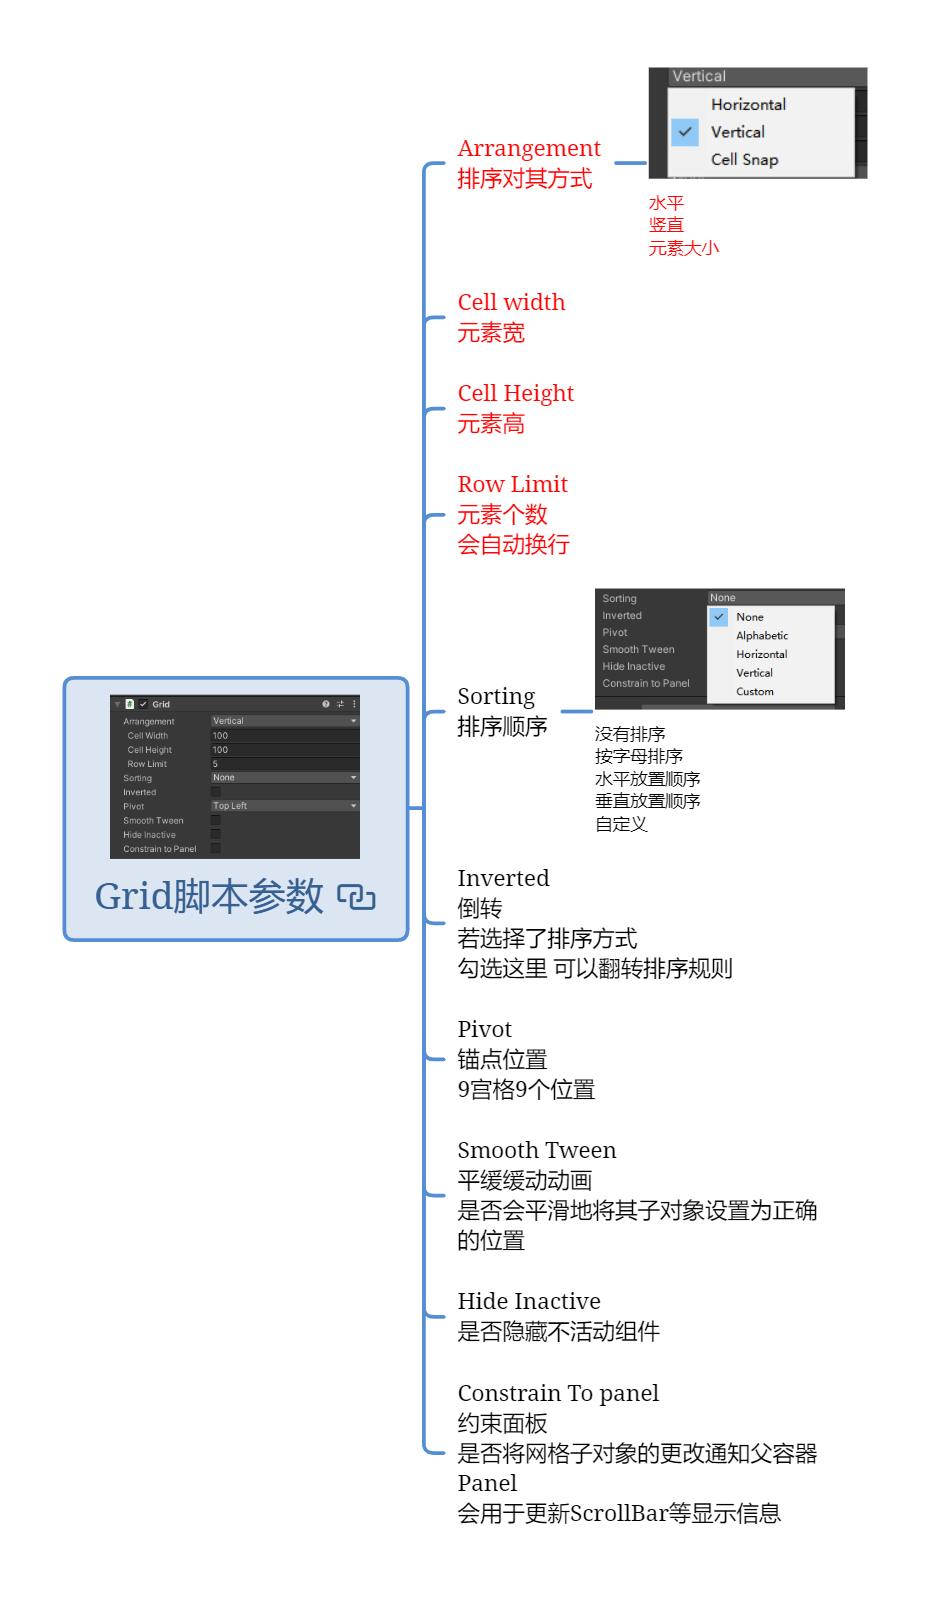 Grid
Arrangement Vertical
Cell Width 100
Cell Height 100
Row Limit 5
Sorting None
Inverted
Pivot Top Left
Smooth Tween
Hide Inactive
Constrain to Panel
Grid脚本参数
Arrangement
排序对其方式
Vertical
Horizontal
Vertical
Cell Snap
水平
竖直
元素大小
Cell width
元素宽
Cell Height
元素高
Row Limit
元素个数
会自动换行
Sorting
排序顺序
Sorting None
Inverted
Pivot
Smooth Tween
Hide Inactive
Constrain to Panel
None
Alphabetic
Horizontal
Vertical
Custom
没有排序
按字母排序
水平放置顺序
垂直放置顺序
自定义
Inverted
倒转
若选择了排序方式
勾选这里 可以翻转排序规则
Pivot
锚点位置
9宫格9个位置
Smooth Tween
平缓缓动动画
是否会平滑地将其子对象设置为正确
的位置
Hide Inactive
是否隐藏不活动组件
Constrain To panel
约束面板
是否将网格子对象的更改通知父容器
Panel
会用于更新ScrollBar等显示信息